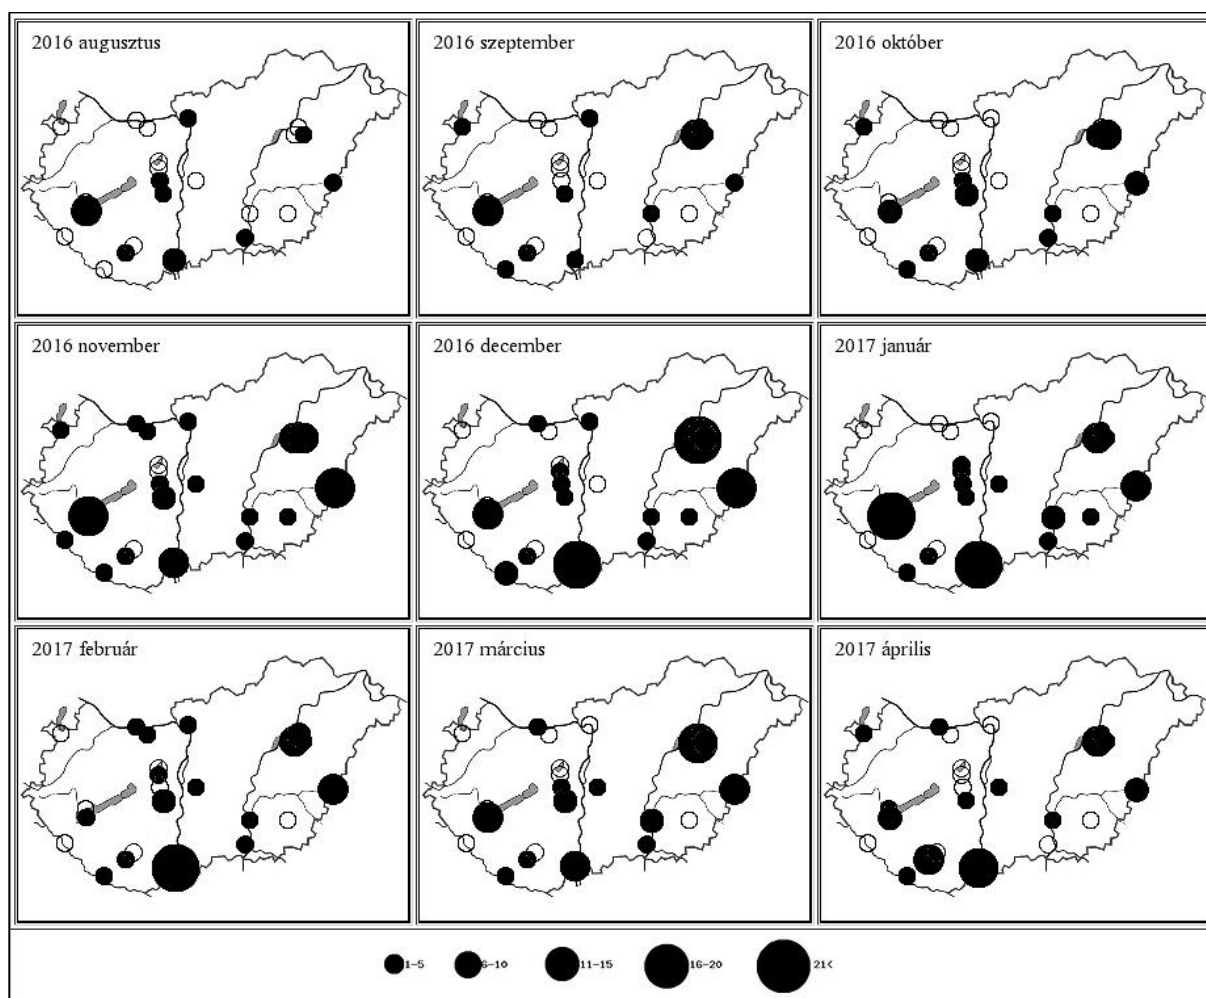 2016 augusztus
2016 szeptember
2016 október
2016 november
2016 december
2017 január
2017 február
2017 március
2017 április
1-5
6-10
11-15
16-20
21<